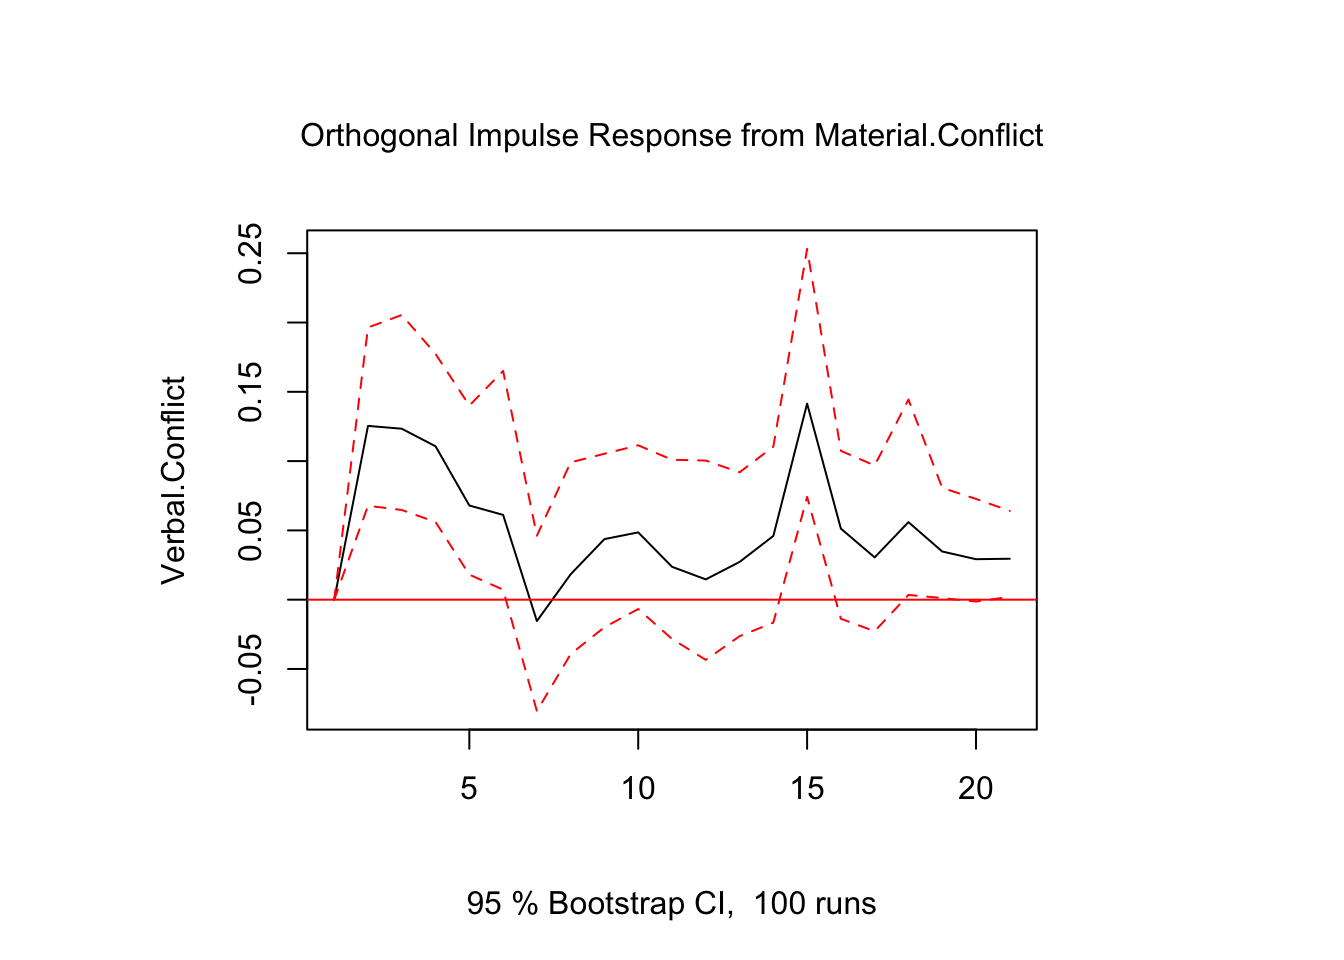 Orthogonal Impulse Response from Material.Conflict
Verbal.Conflict
0.25
0.15
0.05
-0.05
5 10 15 20
95 % Bootstrap CI,  100 runs